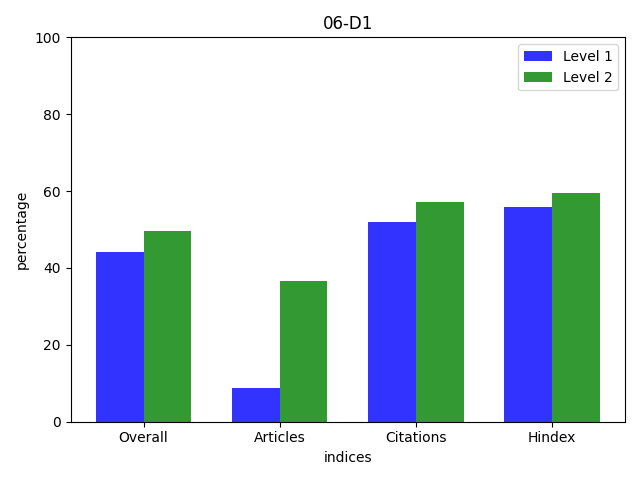 06-D1
100
80
60
40
20
0
percentage
Level 1
Level 2
Overall Articles Citations Hindex
indices